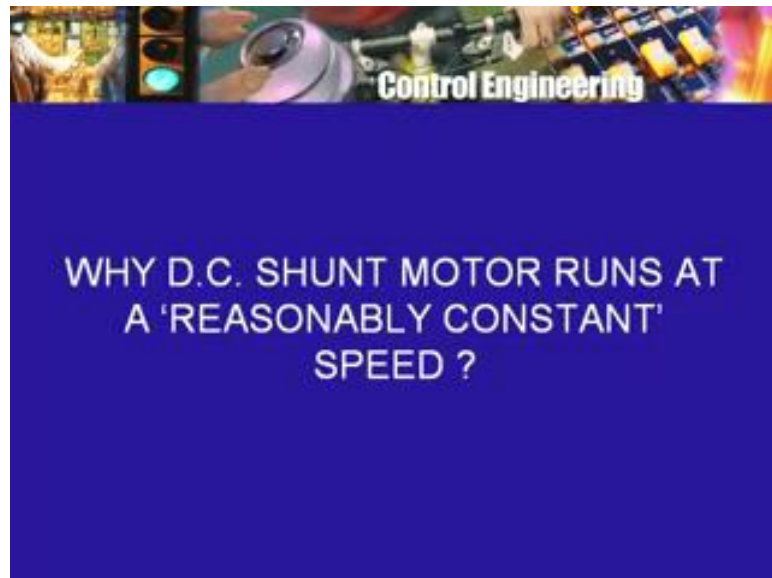 Control Engineering
WHY D.C. SHUNT MOTOR RUNS AT
A ‘REASONABLY CONSTANT’
SPEED ?